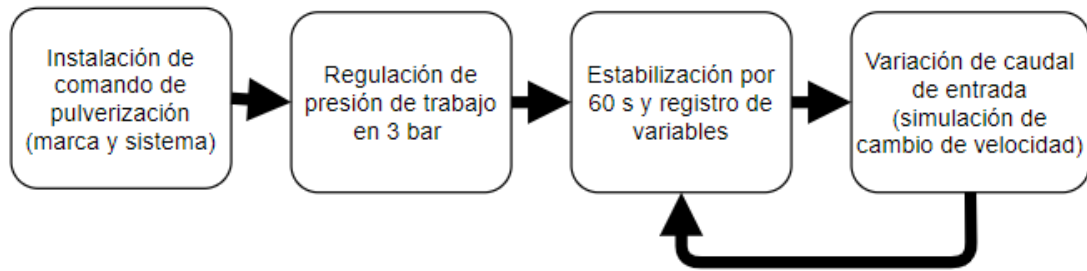 Instalación de
comando de
pulverización
(marca y sistema)
Regulación de
presión de trabajo
en 3 bar
Estabilización por
60 s y registro de
variables
Variación de caudal
de entrada
(simulación de
cambio de velocidad)